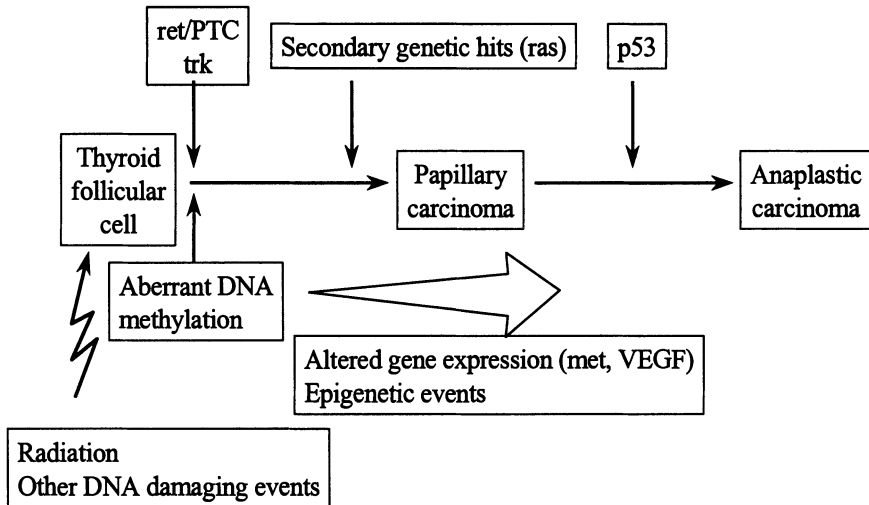 ret/PTC
trk
Secondary genetic hits (ras)
p53
Thyroid
follicular
cell
Papillary
carcinoma
Anaplastic
carcinoma
Aberrant DNA
methylation
Altered gene expression (met, VEGF)
Epigenetic events
Radiation
Other DNA damaging events